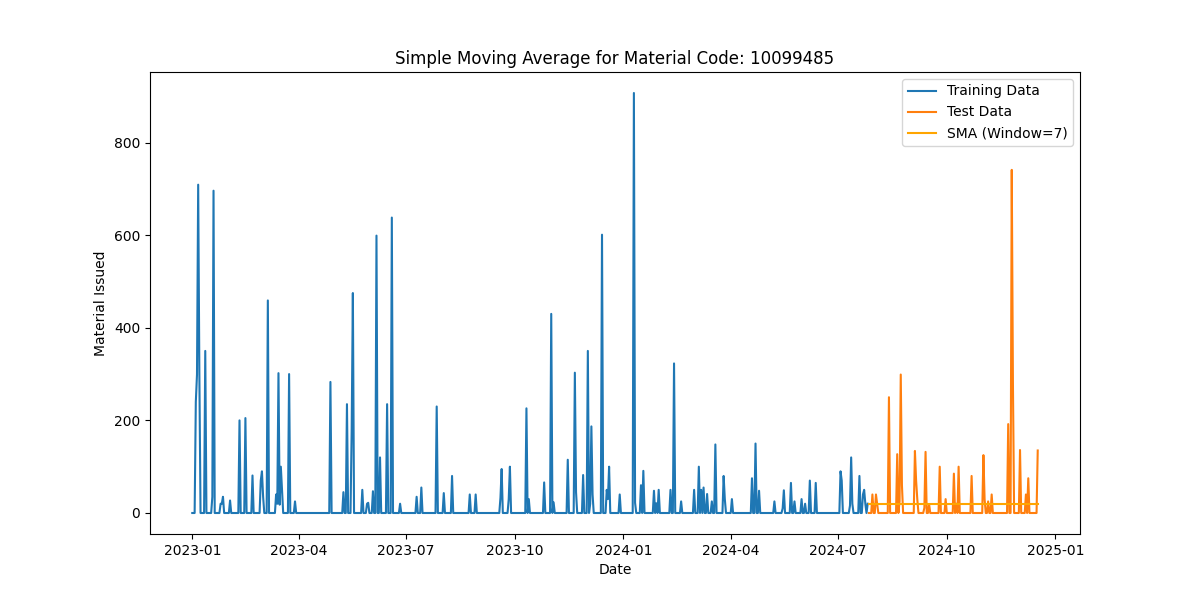 Simple Moving Average for Material Code: 10099485
Training Data
Test Data
SMA (Window=7)
Material Issued
800
600
400
200
0
2023-01
2023-04
2023-07
2023-10
2024-01
2024-04
2024-07
2024-10
2025-01
Date